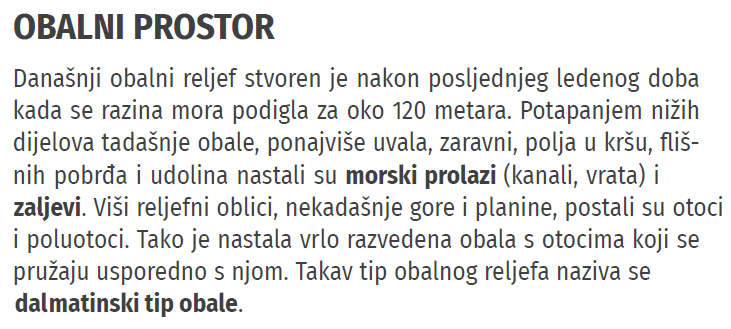 OBALNI PROSTOR
Današnji obalni reljef stvoren je nakon posljednjeg ledenog doba
kada se razina mora podigla za oko 120 metara. Potapanjem nižih
dijelova tadašnje obale, ponajviše uvala, zaravni, polja u kršu, fliš-
nih pobrđa i udolina nastali su morski prolazi (kanali, vrata) i
zaljevi. Viši reljefni oblici, nekadašnje gore i planine, postali su otoci
i poluotoci. Tako je nastala vrlo razvedena obala s otocima koji se
pružaju usporedno s njom. Takav tip obalnog reljefa naziva se
dalmatinski tip obale.